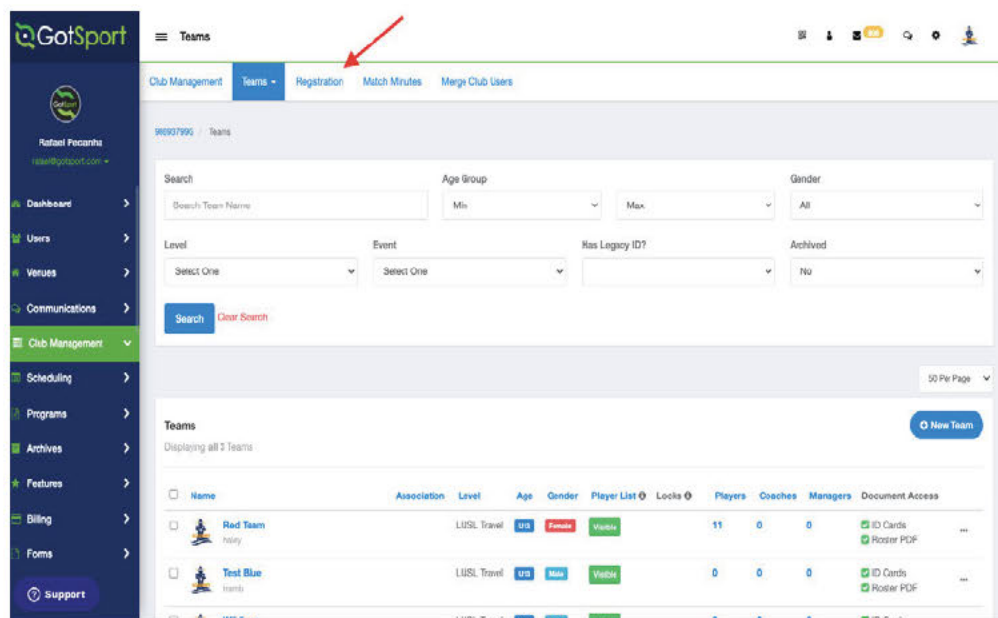 GotSport
Teams
Club Management Teams Registration Match Minutes Merge Club Users
GotSport
Rafael Pecanha
rafael@gotsport.com
Teams
Dashboard
Users
Venues
Communications
Club Management
Scheduling
Programs
Archives
Features
Billing
Forms
Support
Search Age Group Gender
Search Team Name Min Max All
Level Event Has Legacy ID? Archived
Select One Select One No
Search Clear Search
50 Per Page
Teams New Team
Displaying all 3 Teams
Name Association Level Age Gender Player List Locks Players Coaches Managers Document Access
Red Team LUSL Travel Female Visible 11 0 0 ID Cards
Roster PDF
Test Blue LUSL Travel Male Visible 0 0 0 ID Cards
Roster PDF